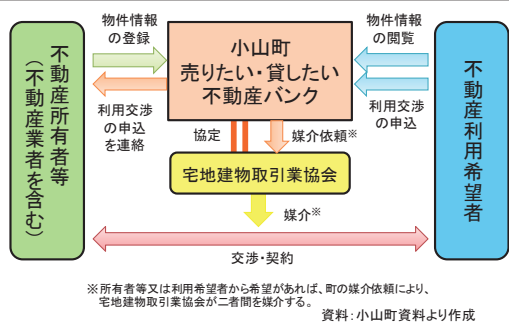 不動産所有者等
(不動産業者を含む)
物件情報
の登録
利用交渉
の申込
を連絡
小山町
売りたい・貸したい
不動産バンク
物件情報
の閲覧
利用交渉
の申込
不動産利用希望者
協定
媒介依頼※
宅地建物取引業協会
媒介※
交渉・契約
※所有者等又は利用希望者から希望があれば、町の媒介依頼により、
宅地建物取引業協会が二者間を媒介する。
資料:小山町資料より作成